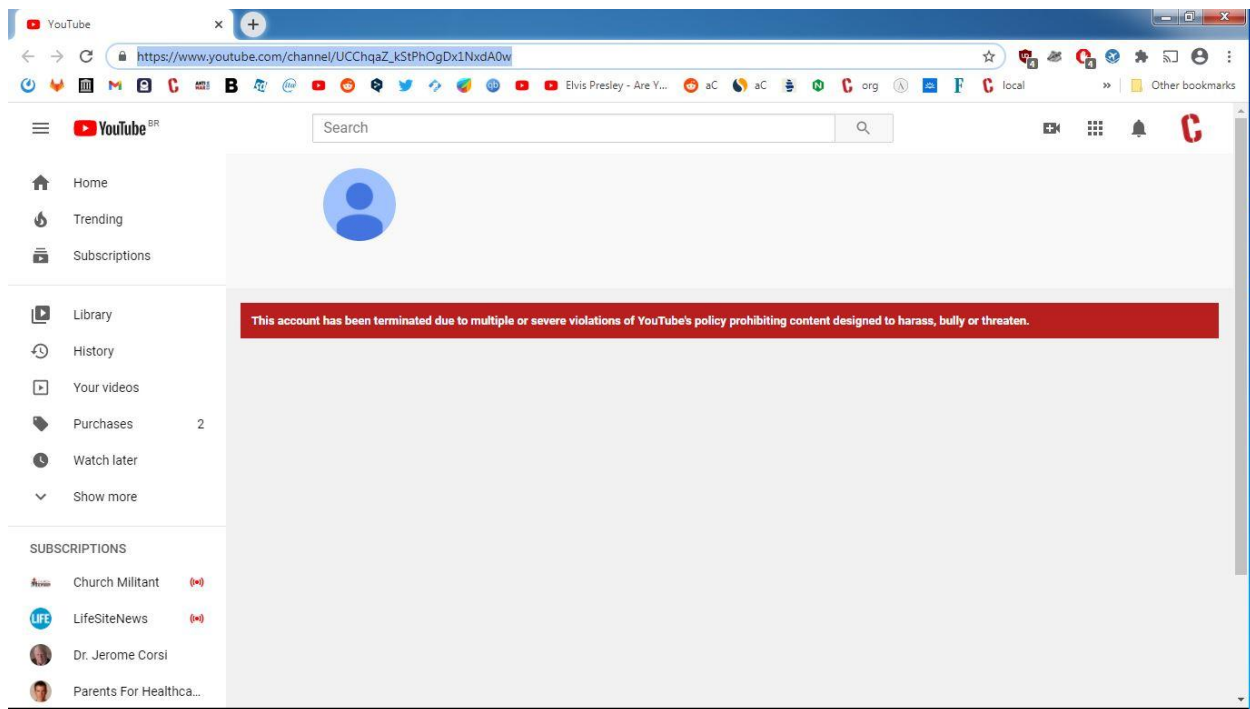 YouTube
https://www.youtube.com/channel/UCChqaZ_kStPhOgDx1NxdA0w
Elvis Presley - Are Y... aC aC org local » Other bookmarks
YouTube BR
Search
Home
Trending
Subscriptions
This account has been terminated due to multiple or severe violations of YouTube's policy prohibiting content designed to harass, bully or threaten.
Library
History
Your videos
Purchases 2
Watch later
Show more
SUBSCRIPTIONS
Church Militant
LIFE LifeSiteNews
Dr. Jerome Corsi
Parents For Healthca...